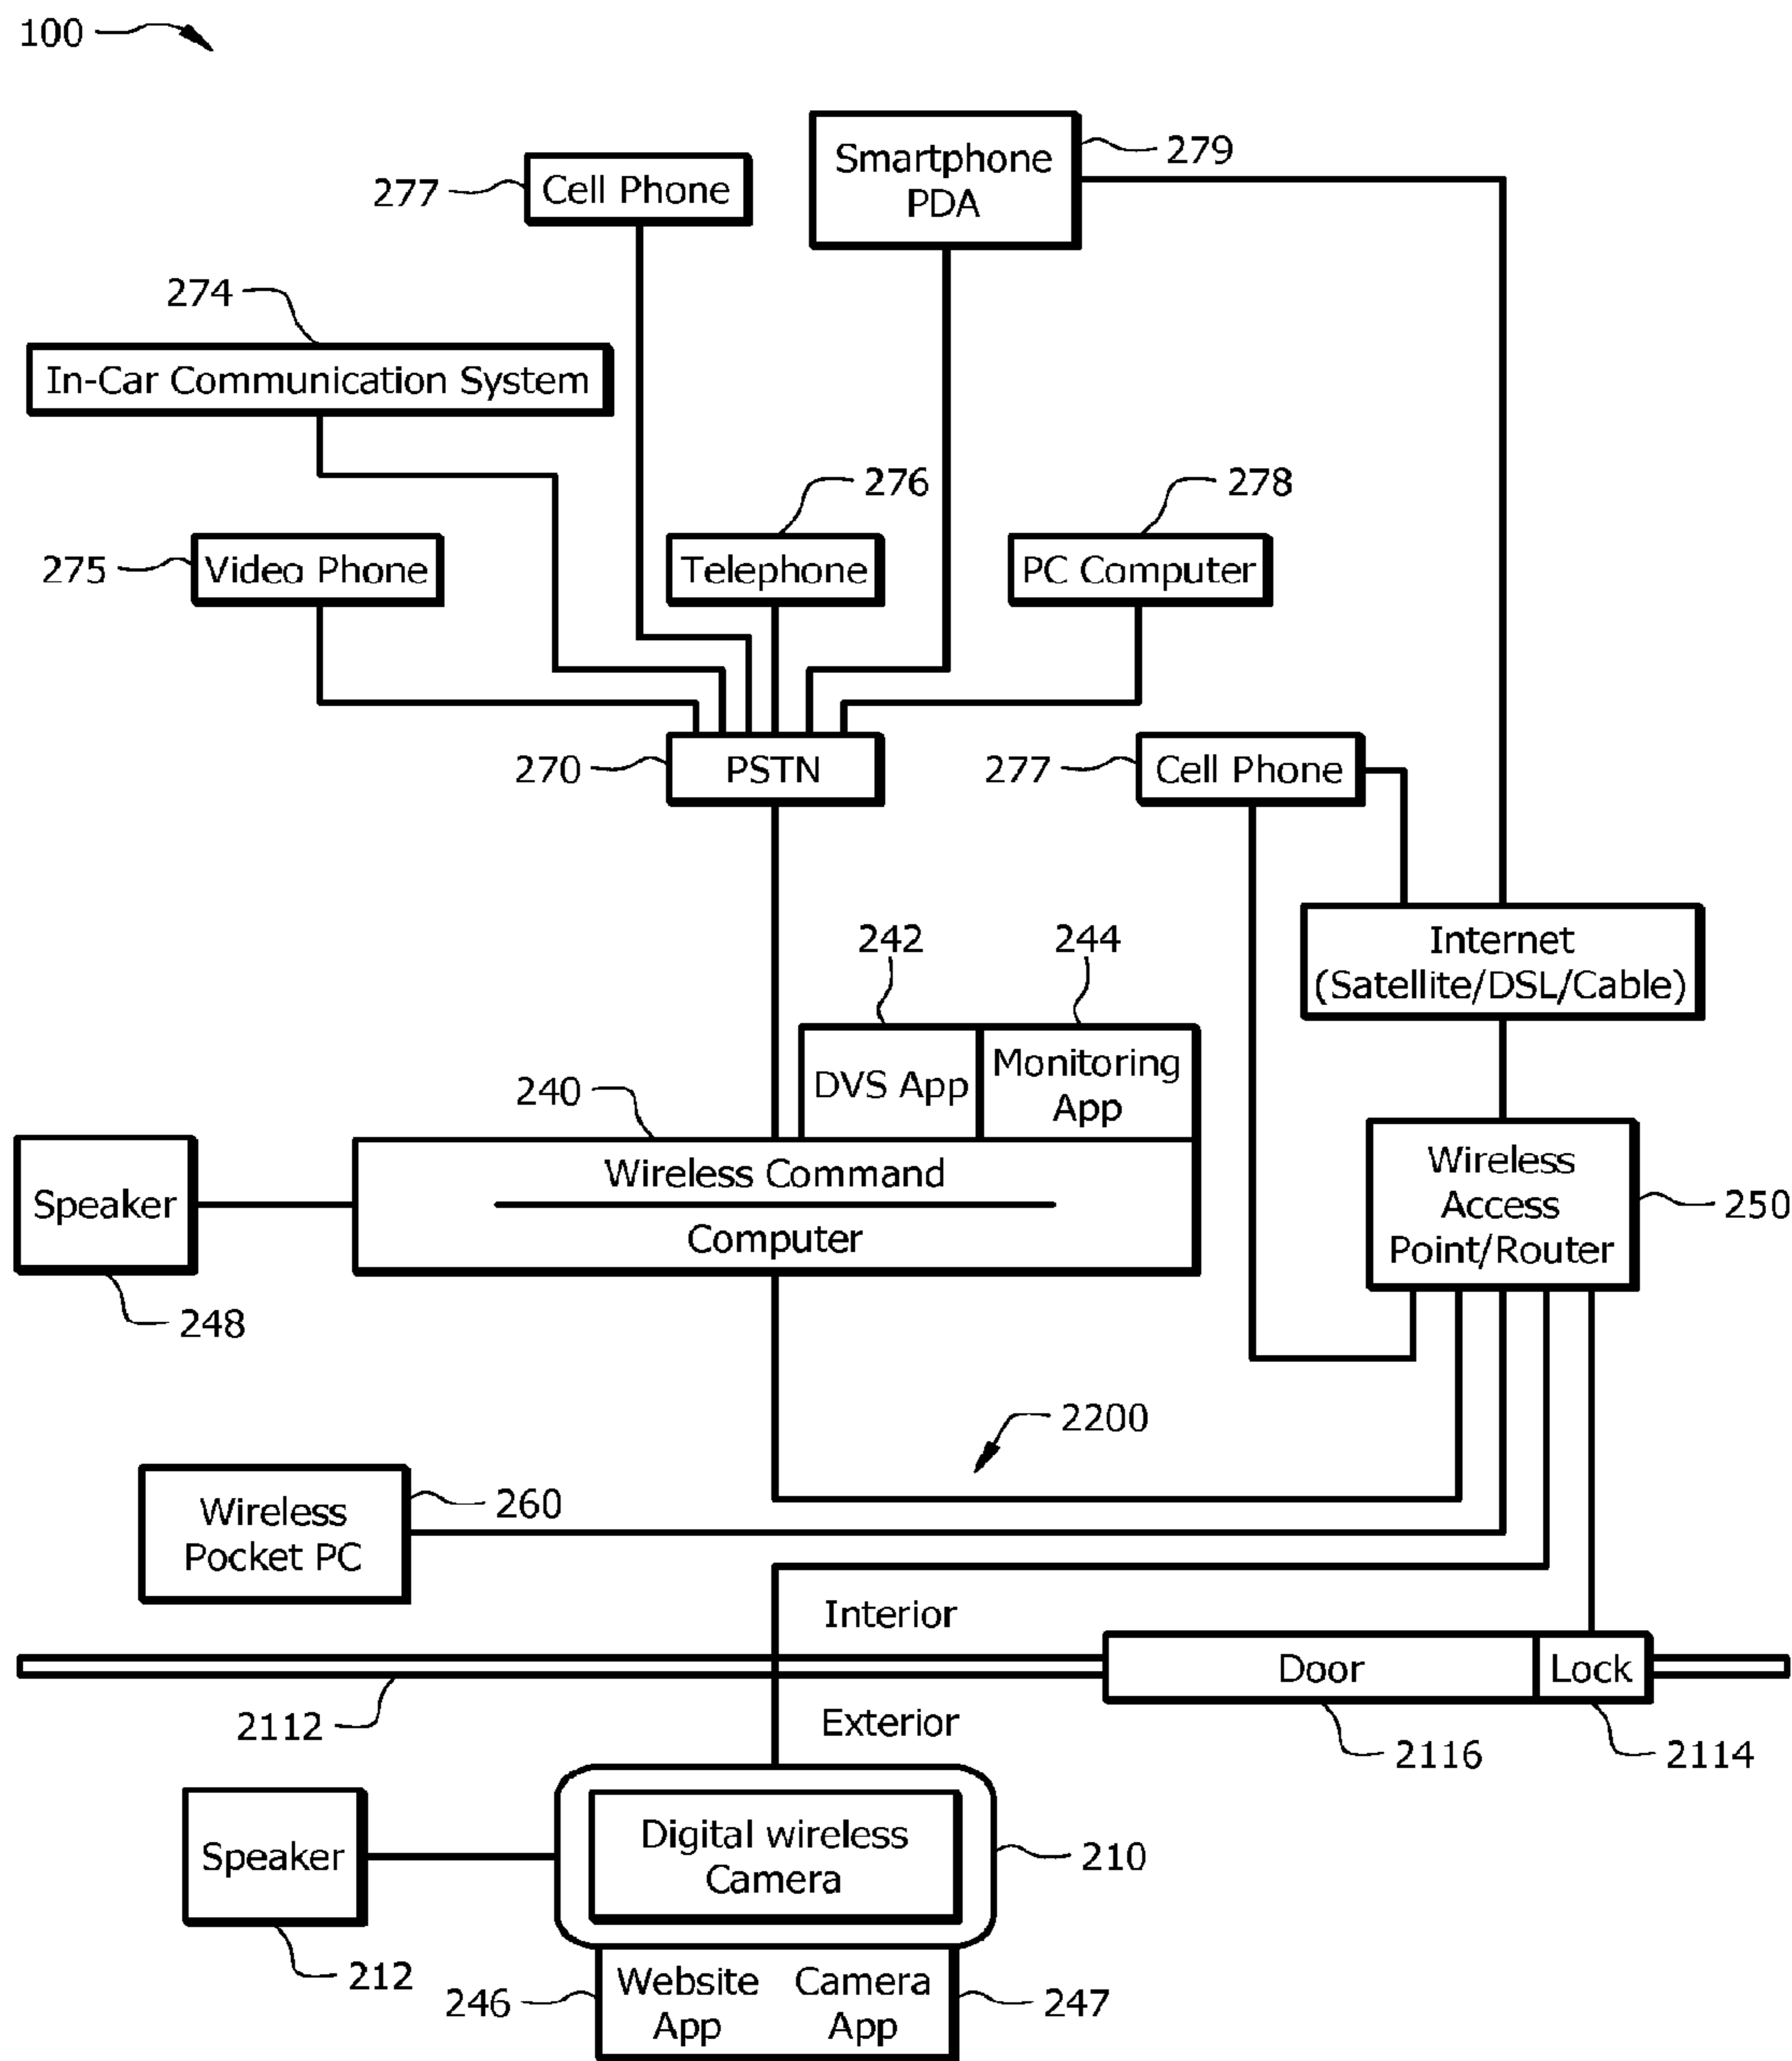 100
Smartphone
PDA
279
277
Cell Phone
274
In-Car Communication System
276
278
275
Video Phone
Telephone
PC Computer
270
PSTN
277
Cell Phone
242
244
Internet
(Satellite/DSL/Cable)
240
DVS App
Monitoring
App
Speaker
Wireless Command
Computer
Wireless
Access
Point/Router
250
248
2200
Wireless
Pocket PC
260
Interior
Door
Lock
2112
Exterior
2116
2114
Speaker
Digital wireless
Camera
210
212
246
Website
App
Camera
App
247